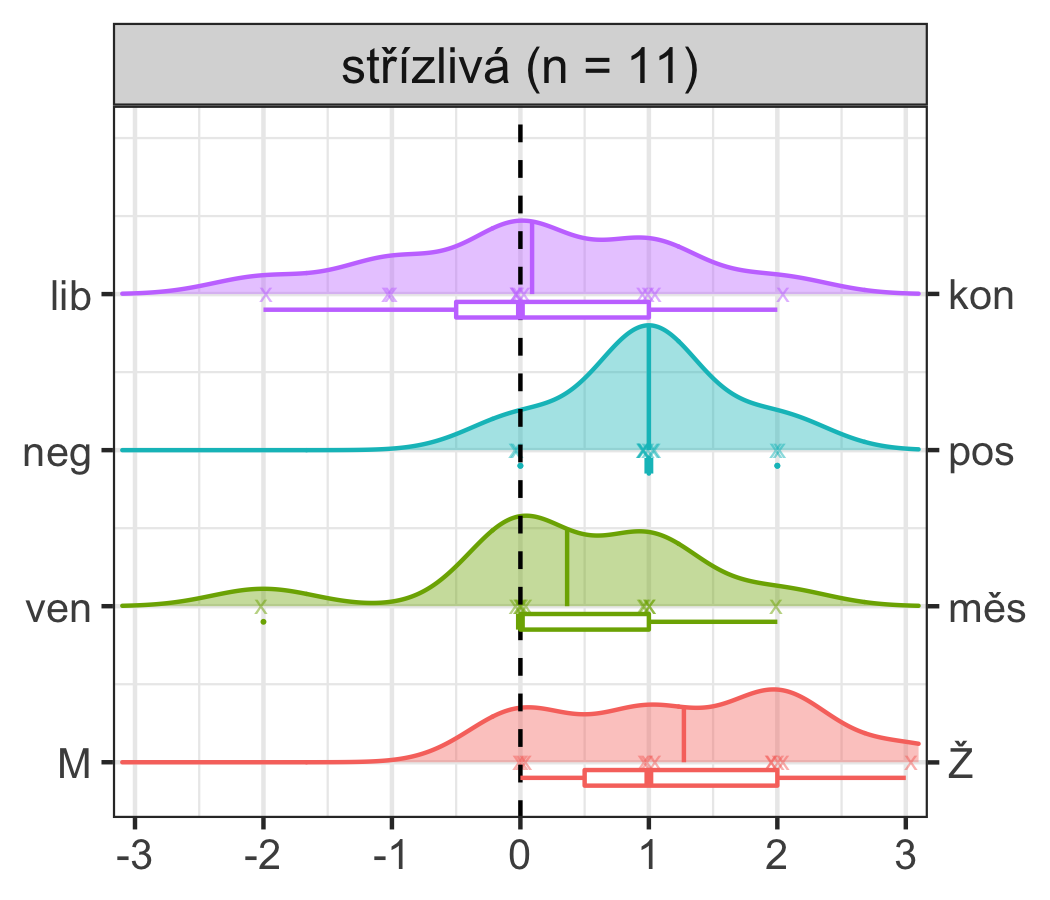 střízlivá (n = 11)
lib kon
neg pos
ven měs
M Ž
-3 -2 -1 0 1 2 3